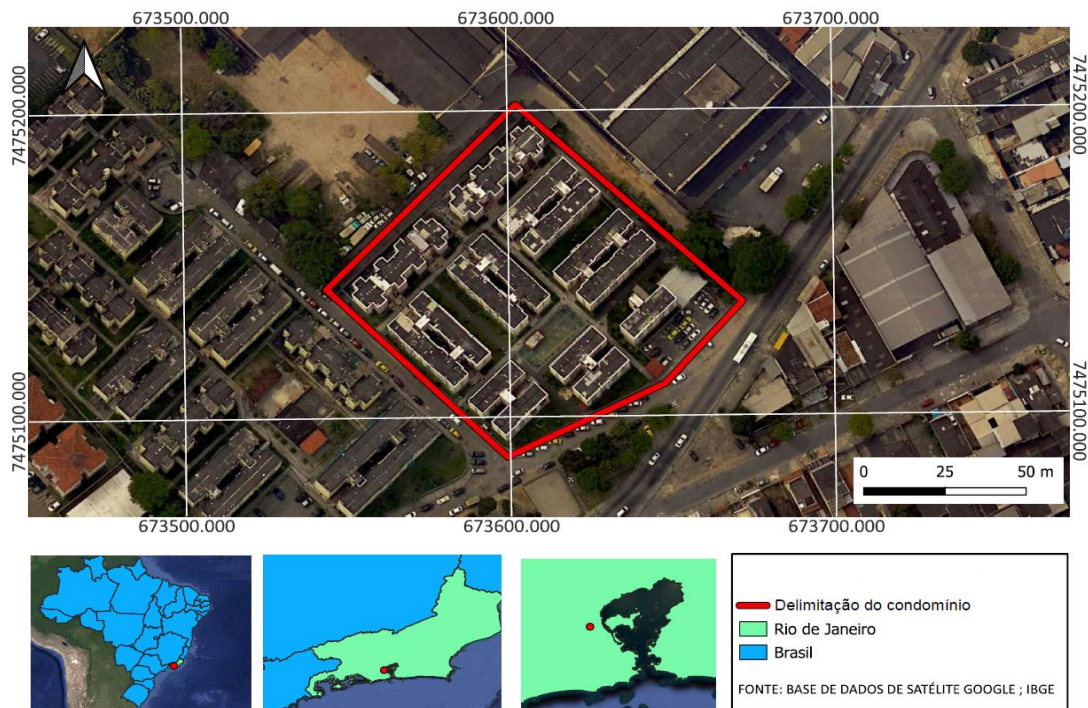 673500.000 673600.000 673700.000
7475200.000 7475200.000
7475100.000 7475100.000
0 25 50 m
673500.000 673600.000 673700.000
Delimitação do condomínio
Rio de Janeiro
Brasil
FONTE: BASE DE DADOS DE SATÉLITE GOOGLE ; IBGE